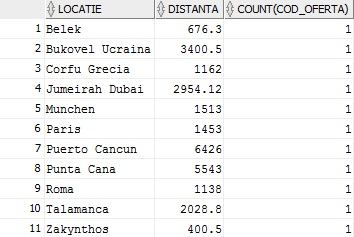 LOCATIE DISTANTA COUNT(COD_OFERTA)
1 Belek 676.3 1
2 Bukovel Ucraina 3400.5 1
3 Corfu Grecia 1162 1
4 Jumeirah Dubai 2954.12 1
5 Munchen 1513 1
6 Paris 1453 1
7 Puerto Cancun 6426 1
8 Punta Cana 5543 1
9 Roma 1138 1
10 Talamanca 2028.8 1
11 Zakynthos 400.5 1